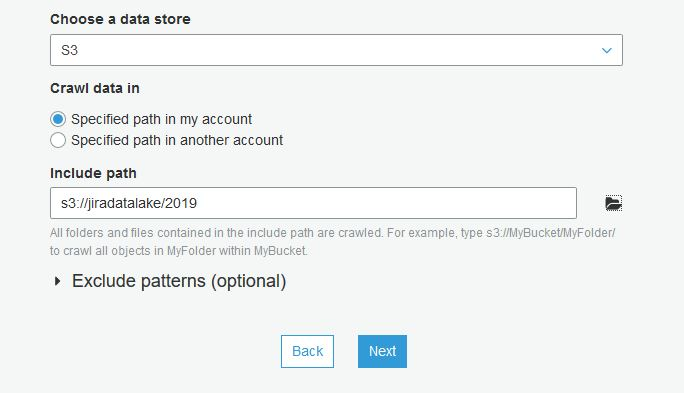 Choose a data store
S3
Crawl data in
Specified path in my account
Specified path in another account
Include path
s3://jiradatalake/2019
All folders and files contained in the include path are crawled. For example, type s3://MyBucket/MyFolder/
to crawl all objects in MyFolder within MyBucket.
Exclude patterns (optional)
Back Next